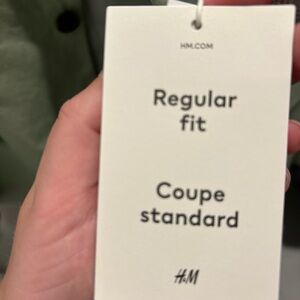 HM.COM
Regular
fit
Coupe
standard
H&M